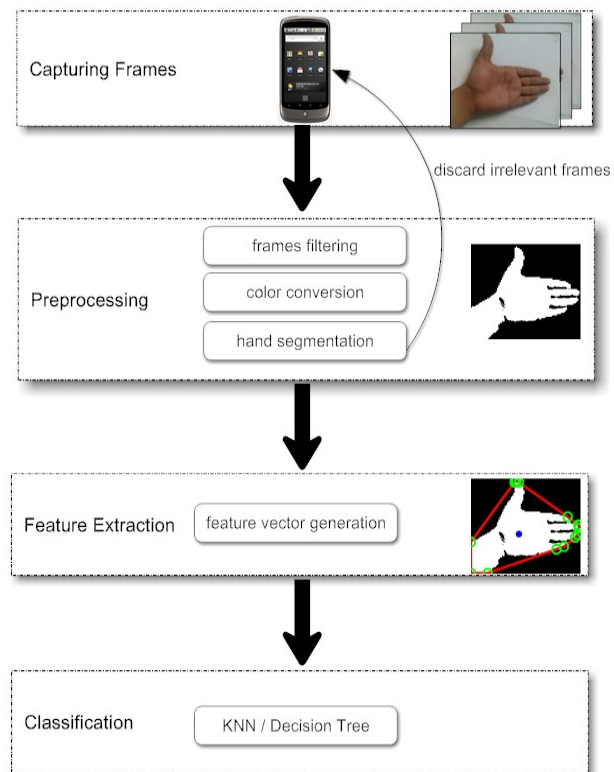 Capturing Frames
discard irrelevant frames
Preprocessing
frames filtering
color conversion
hand segmentation
Feature Extraction
feature vector generation
Classification
KNN / Decision Tree